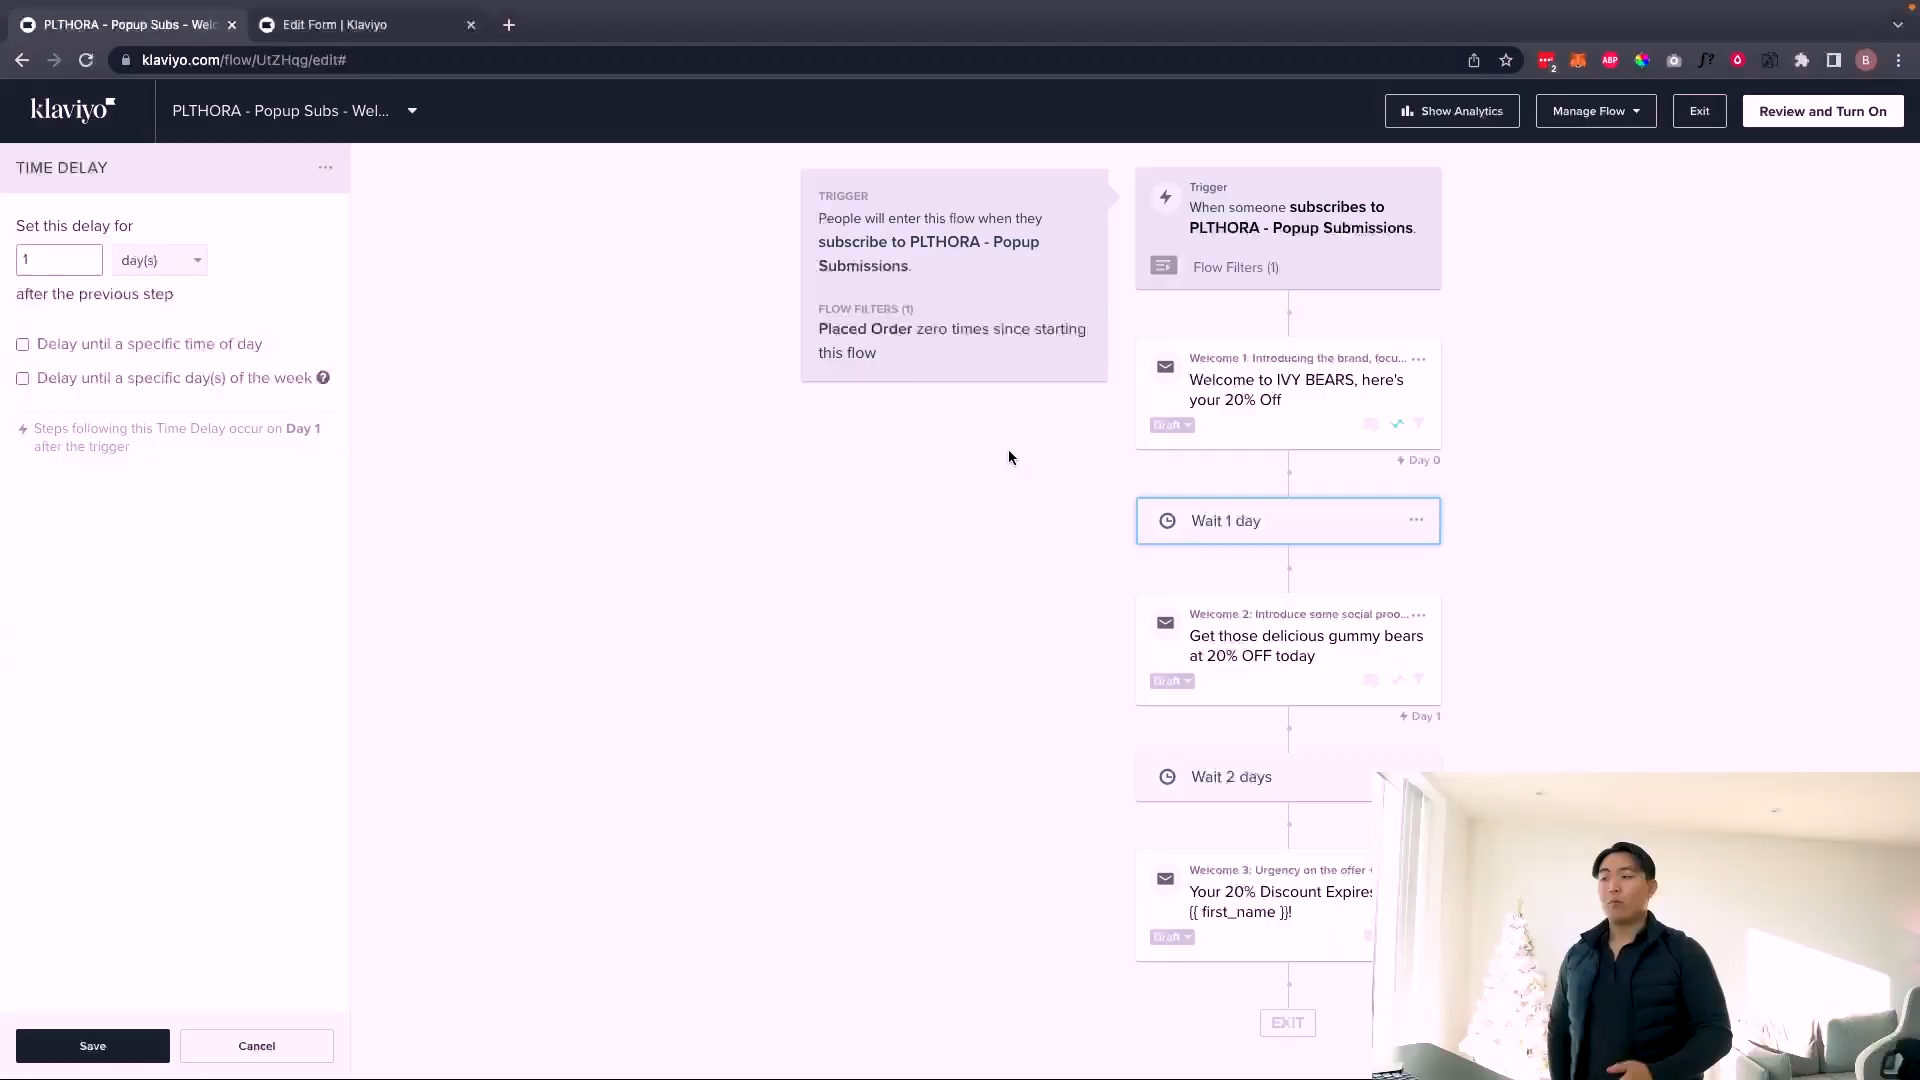 PLTHORA - Popup Subs - Welc
Edit Form | Klaviyo
klaviyo.com/flow/UtZHqg/edit#
2
ABP
f?
B
klaviyo
PLTHORA - Popup Subs - Wel...
Show Analytics
Manage Flow
Exit
Review and Turn On
TIME DELAY
Set this delay for
1
day(s)
after the previous step
Delay until a specific time of day
Delay until a specific day(s) of the week
?
Steps following this Time Delay occur on Day 1
after the trigger
Save
Cancel
TRIGGER
People will enter this flow when they
subscribe to PLTHORA - Popup
Submissions.
FLOW FILTERS (1)
Placed Order zero times since starting
this flow
Trigger
When someone subscribes to
PLTHORA - Popup Submissions.
Flow Filters (1)
Welcome 1: Introducing the brand, focu...
Welcome to IVY BEARS, here's
your 20% Off
Draft
Day 0
Wait 1 day
Welcome 2: Introduce some social proo...
Get those delicious gummy bears
at 20% OFF today
Draft
Day 1
Wait 2 days
Welcome 3: Urgency on the offer
Your 20% Discount Expires
{{ first_name }}!
Draft
EXIT